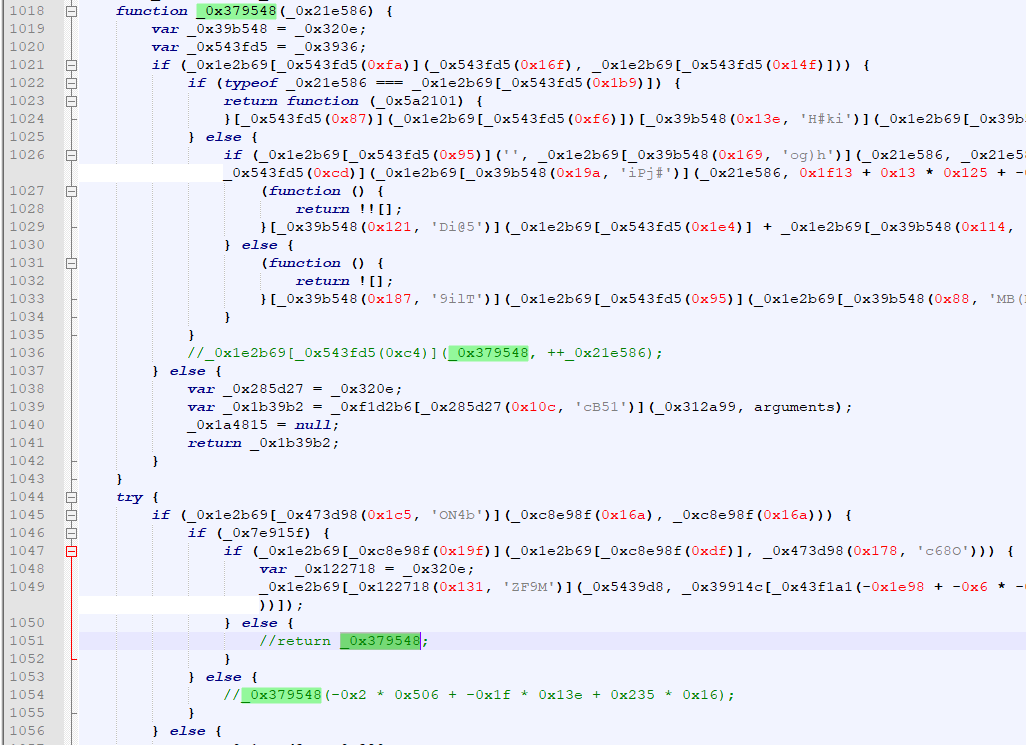 1018 function _0x379548(_0x21e586) {
1019 var _0x39b548 = _0x320e;
1020 var _0x543fd5 = _0x3936;
1021 if (_0x1e2b69[_0x543fd5(0xfa)](_0x543fd5(0x16f), _0x1e2b69[_0x543fd5(0x14f)])) {
1022 if (typeof _0x21e586 === _0x1e2b69[_0x543fd5(0x1b9)]) {
1023 return function (_0x5a2101) {
1024 }[_0x543fd5(0x87)](_0x1e2b69[_0x543fd5(0xf6)])[_0x39b548(0x13e, 'H#ki')](_0x1e2b69[_0x39b
1025 } else {
1026 if (_0x1e2b69[_0x543fd5(0x95)]('', _0x1e2b69[_0x39b548(0x169, 'og)h')](_0x21e586, _0x21e5
_0x543fd5(0xcd)](_0x1e2b69[_0x39b548(0x19a, 'iPj#')](_0x21e586, 0x1f13 + 0x13 * 0x125 + -
1027 (function () {
1028 return !![];
1029 }[_0x39b548(0x121, 'Di@5')](_0x1e2b69[_0x543fd5(0x1e4)] + _0x1e2b69[_0x39b548(0x114,
1030 } else {
1031 (function () {
1032 return ![];
1033 }[_0x39b548(0x187, '9ilT')](_0x1e2b69[_0x543fd5(0x95)](_0x1e2b69[_0x39b548(0x88, 'MB(
1034 }
1035 }
1036 //_0x1e2b69[_0x543fd5(0xc4)](_0x379548, ++_0x21e586);
1037 } else {
1038 var _0x285d27 = _0x320e;
1039 var _0x1b39b2 = _0xf1d2b6[_0x285d27(0x10c, 'cB51')](_0x312a99, arguments);
1040 _0x1a4815 = null;
1041 return _0x1b39b2;
1042 }
1043 }
1044 try {
1045 if (_0x1e2b69[_0x473d98(0x1c5, 'ON4b')](_0xc8e98f(0x16a), _0xc8e98f(0x16a))) {
1046 if (_0x7e915f) {
1047 if (_0x1e2b69[_0xc8e98f(0x19f)](_0x1e2b69[_0xc8e98f(0xdf)], _0x473d98(0x178, 'c68O'))) {
1048 var _0x122718 = _0x320e;
1049 _0x1e2b69[_0x122718(0x131, 'ZF9M')](_0x5439d8, _0x39914c[_0x43f1a1(-0x1e98 + -0x6 * -
))]);
1050 } else {
1051 //return _0x379548;
1052 }
1053 } else {
1054 //_0x379548(-0x2 * 0x506 + -0x1f * 0x13e + 0x235 * 0x16);
1055 }
1056 } else {